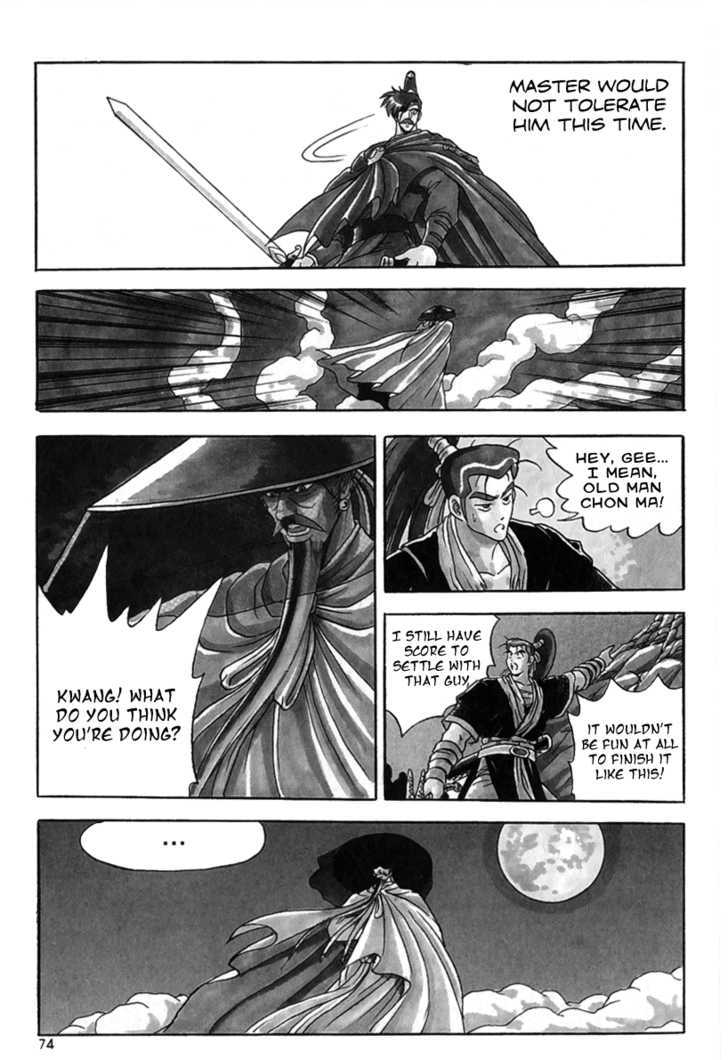 MASTER WOULD
NOT TOLERATE
HIM THIS TIME.
HEY, GEE...
I MEAN,
OLD MAN
CHON MA!
KWANG! WHAT
DO YOU THINK
YOU'RE DOING?
I STILL HAVE
SCORE TO
SETTLE WITH
THAT GUY
IT WOULDN'T
BE FUN AT ALL
TO FINISH IT
LIKE THIS!
...
74